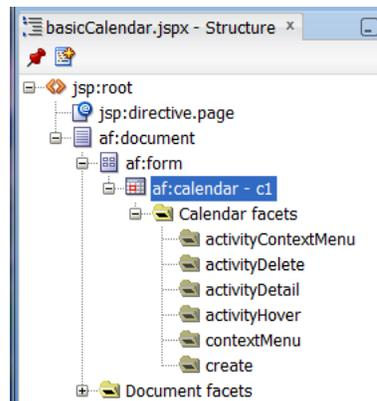 basicCalendar.jspx - Structure
jsp:root
jsp:directive.page
af:document
af:form
af:calendar - c1
Calendar facets
activityContextMenu
activityDelete
activityDetail
activityHover
contextMenu
create
Document facets